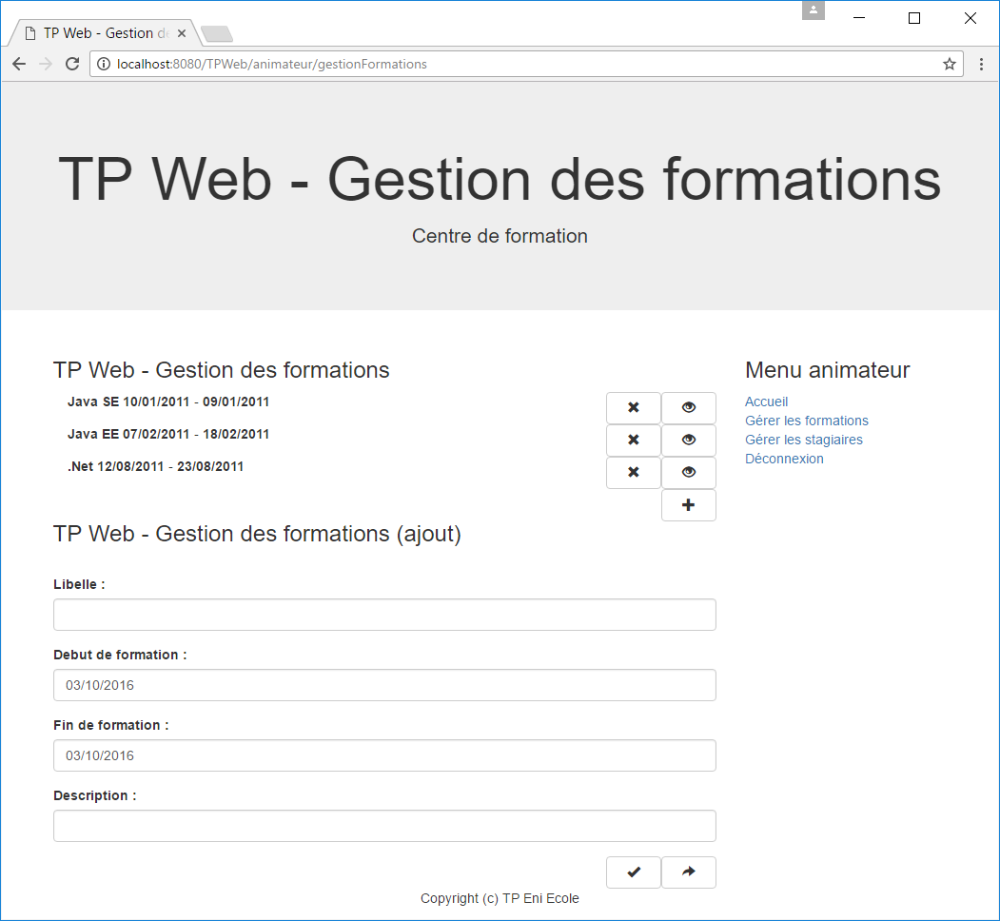 TP Web - Gestion de
localhost:8080/TPWeb/animateur/gestionFormations
TP Web - Gestion des formations
Centre de formation
TP Web - Gestion des formations
Java SE 10/01/2011 - 09/01/2011
Java EE 07/02/2011 - 18/02/2011
.Net 12/08/2011 - 23/08/2011
Menu animateur
Accueil
Gérer les formations
Gérer les stagiaires
Déconnexion
TP Web - Gestion des formations (ajout)
Libelle :
Debut de formation :
03/10/2016
Fin de formation :
03/10/2016
Description :
Copyright (c) TP Eni Ecole